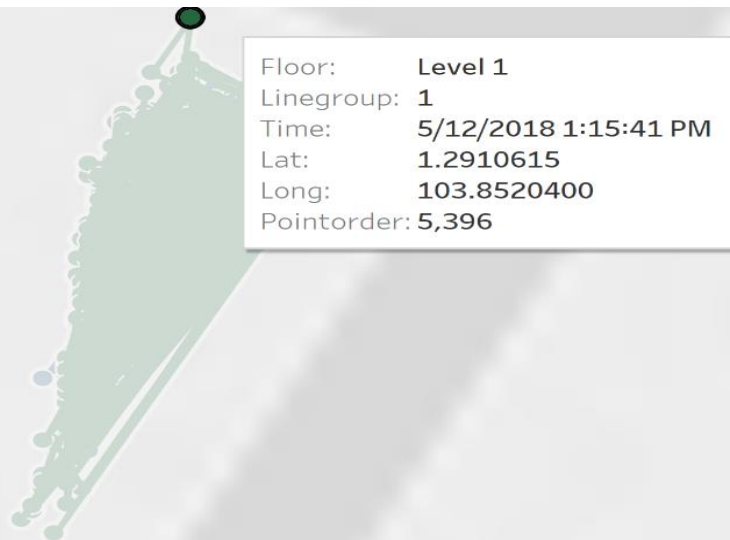 Floor: Level 1
Linegroup: 1
Time: 5/12/2018 1:15:41 PM
Lat: 1.2910615
Long: 103.8520400
Pointorder: 5,396